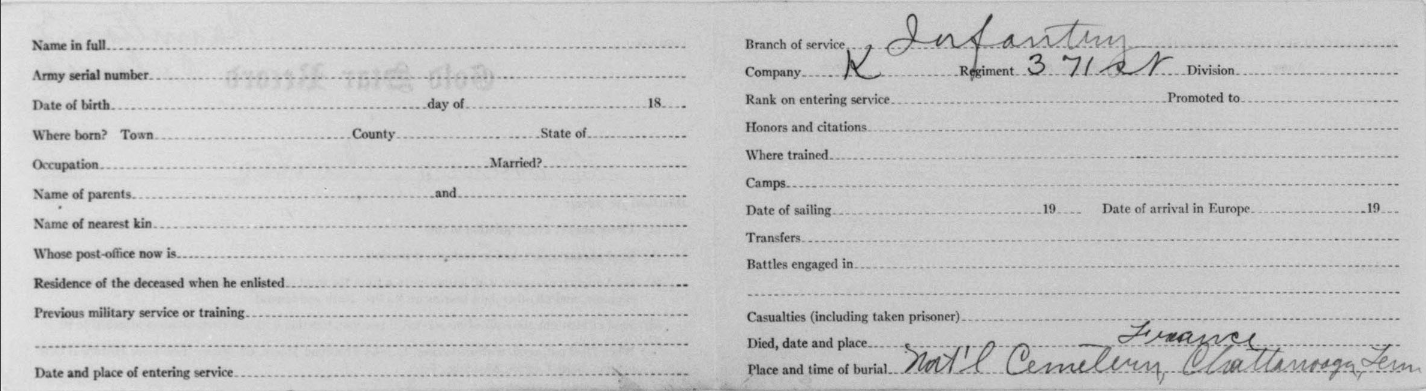 Name in full
Army serial number
Date of birth day of 18
Where born? Town County State of
Occupation Married?
Name of parents and
Name of nearest kin
Whose post-office now is
Residence of the deceased when he enlisted
Previous military service or training
Date and place of entering service
Branch of service Infantry
Company K Regiment 371st Division
Rank on entering service Promoted to
Honors and citations
Where trained
Camps
Date of sailing 19 Date of arrival in Europe 19
Transfers
Battles engaged in
Casualties (including taken prisoner)
Died, date and place France
Place and time of burial Nat'l Cemetery, Chattanooga, Tenn